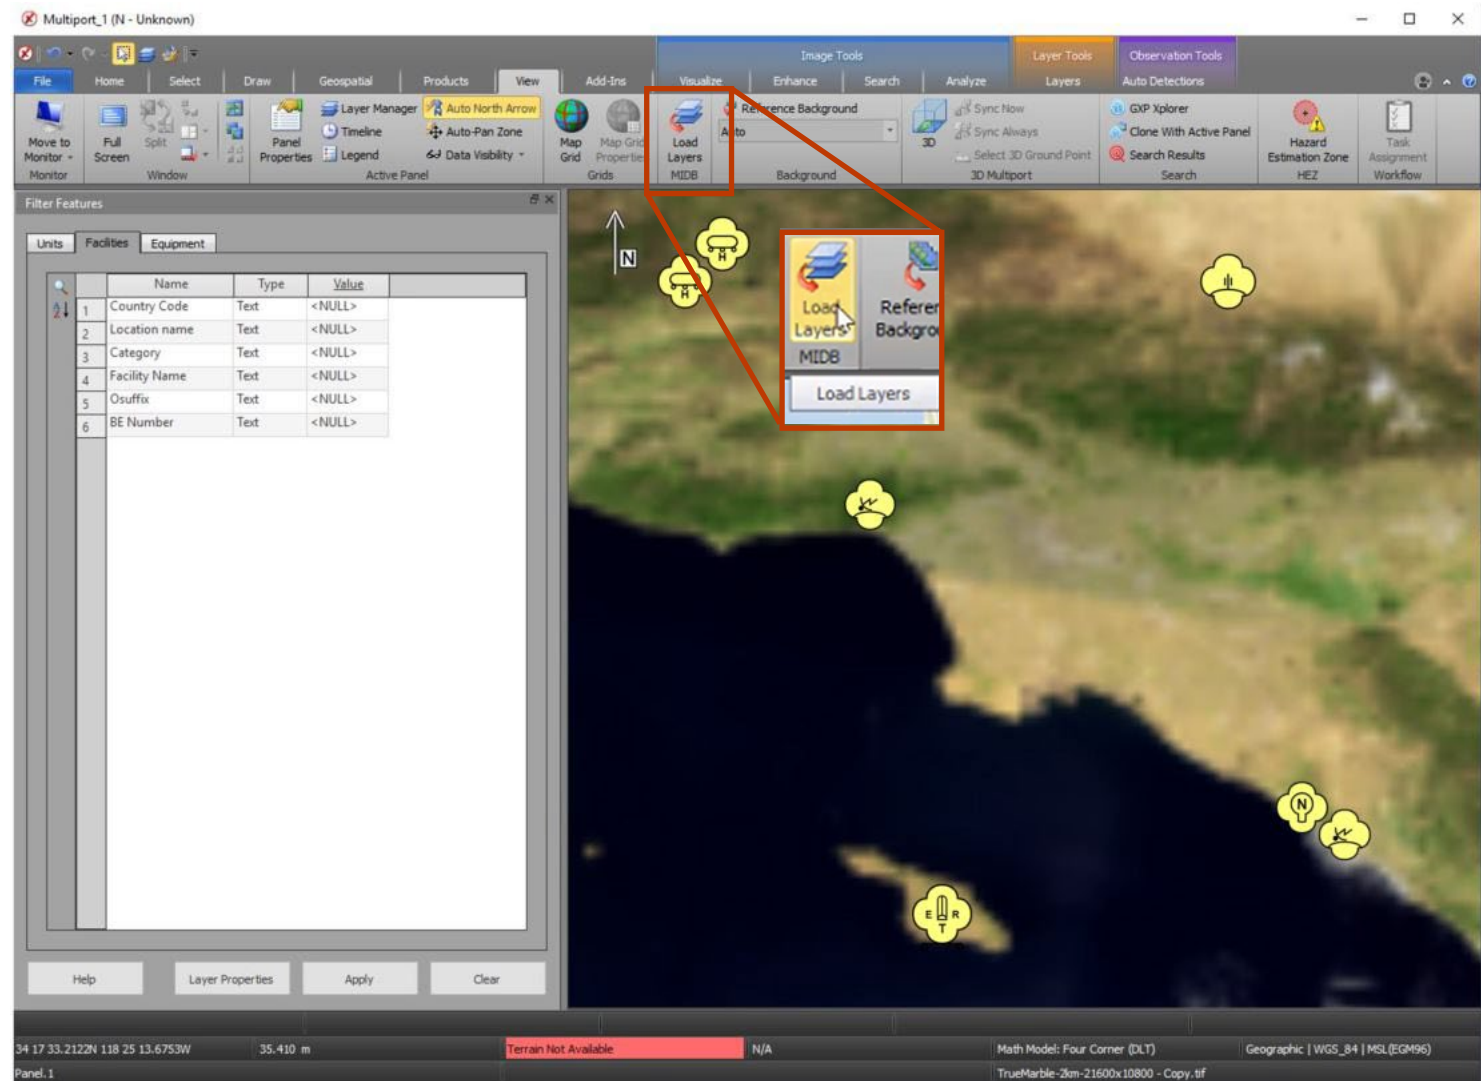 Multiport_1 (N - Unknown)
Image Tools
Layer Tools
Observation Tools
File
Home
Select
Draw
Geospatial
Products
View
Add-Ins
Visualize
Enhance
Search
Analyze
Layers
Auto Detections
Move to
Monitor
Monitor
Full
Screen
Split
Window
Panel
Properties
Layer Manager
Timeline
Legend
Auto North Arrow
Auto-Pan Zone
Data Visibility
Active Panel
Map
Grid
Map Grid
Propertie
Grids
Load
Layers
MIDB
Reference Background
Auto
Background
3D
Sync Now
Sync Always
Select 3D Ground Point
3D Multiport
GXP Xplorer
Clone With Active Panel
Search Results
Search
Hazard
Estimation Zone
HEZ
Task
Assignment
Workflow
Filter Features
Units
Facilities
Equipment
Name Type Value
1 Country Code Text <NULL>
2 Location name Text <NULL>
3 Category Text <NULL>
4 Facility Name Text <NULL>
5 Osuffix Text <NULL>
6 BE Number Text <NULL>
Help
Layer Properties
Apply
Clear
N
H
H
Load
Layers
MIDB
Referen
Backgrou
Load Layers
N
E R
T
34 17 33.2122N 118 25 13.6753W
35.410 m
Terrain Not Available
N/A
Math Model: Four Corner (DLT)
Geographic | WGS_84 | MSL(EGM96)
Panel.1
TrueMarble-2km-21600x10800 - Copy.tif